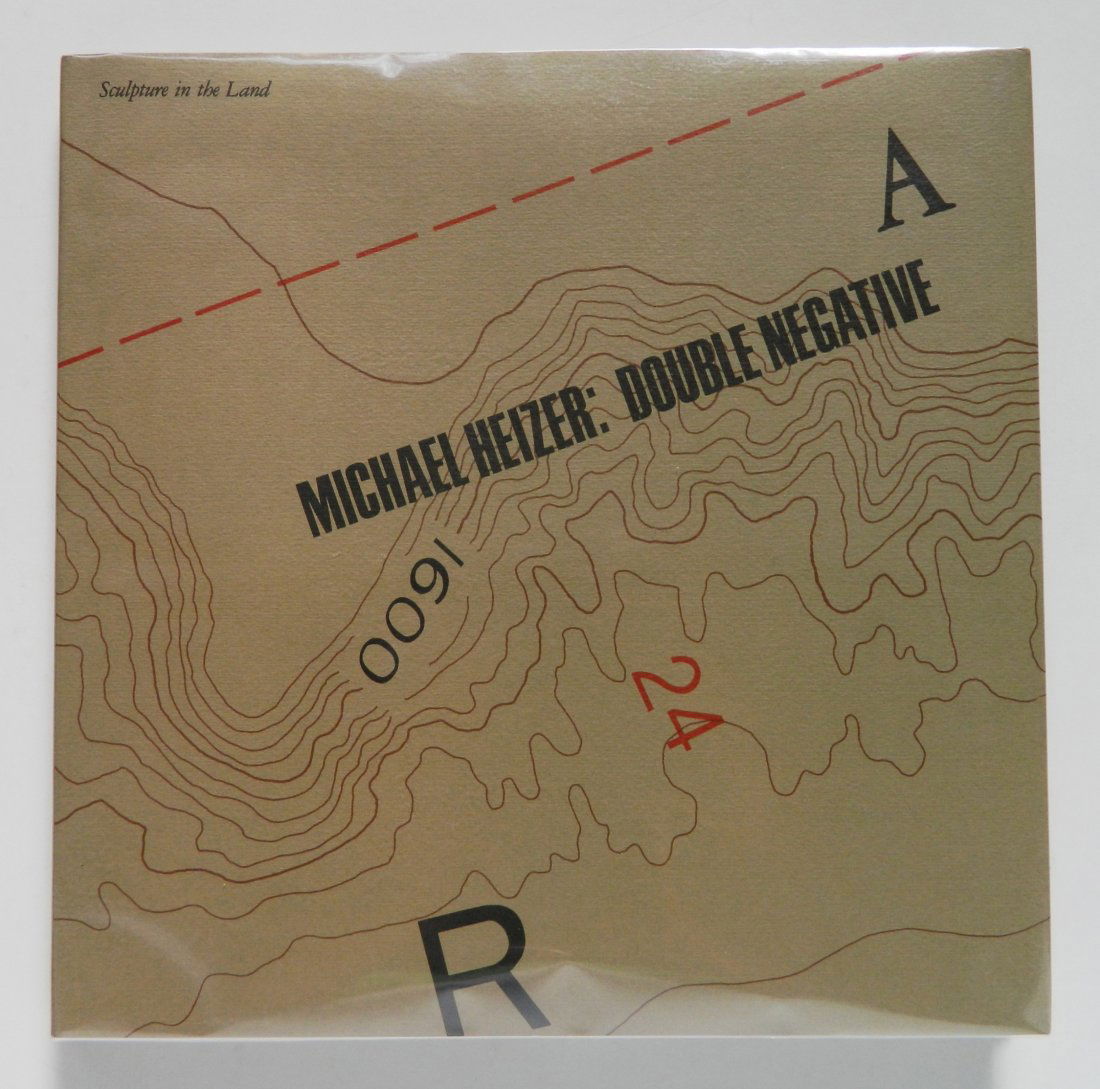 Sculpture in the Land
A
MICHAEL HEIZER: DOUBLE NEGATIVE
1600
24
R